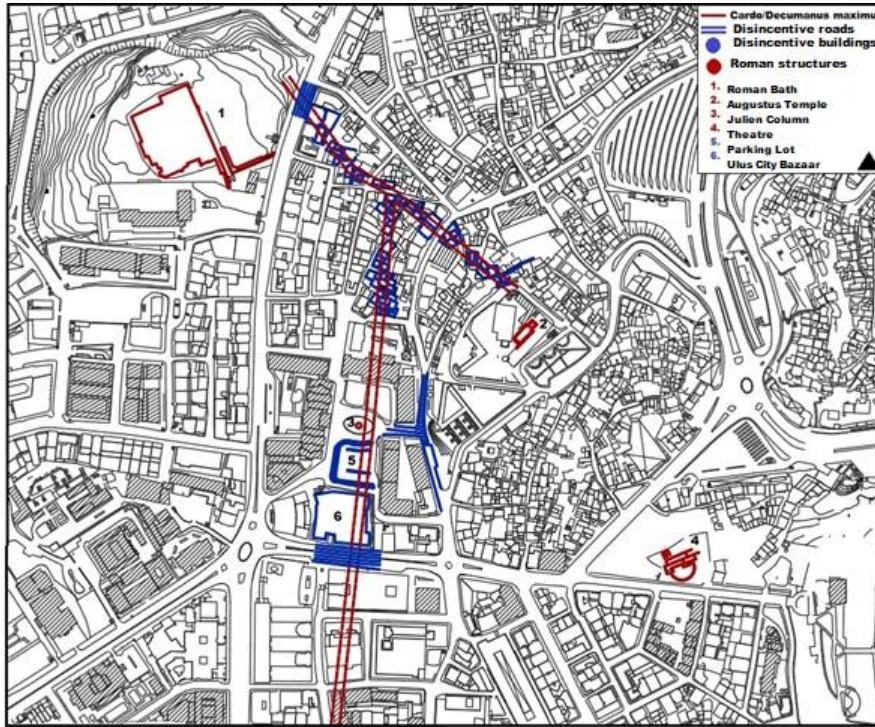 Cardo/Decumanus maximu
Disincentive roads
Disincentive buildings
Roman structures
1. Roman Bath
2. Augustus Temple
3. Julien Column
4. Theatre
5. Parking Lot
6. Ulus City Bazaar
1
2
3
5
6
4